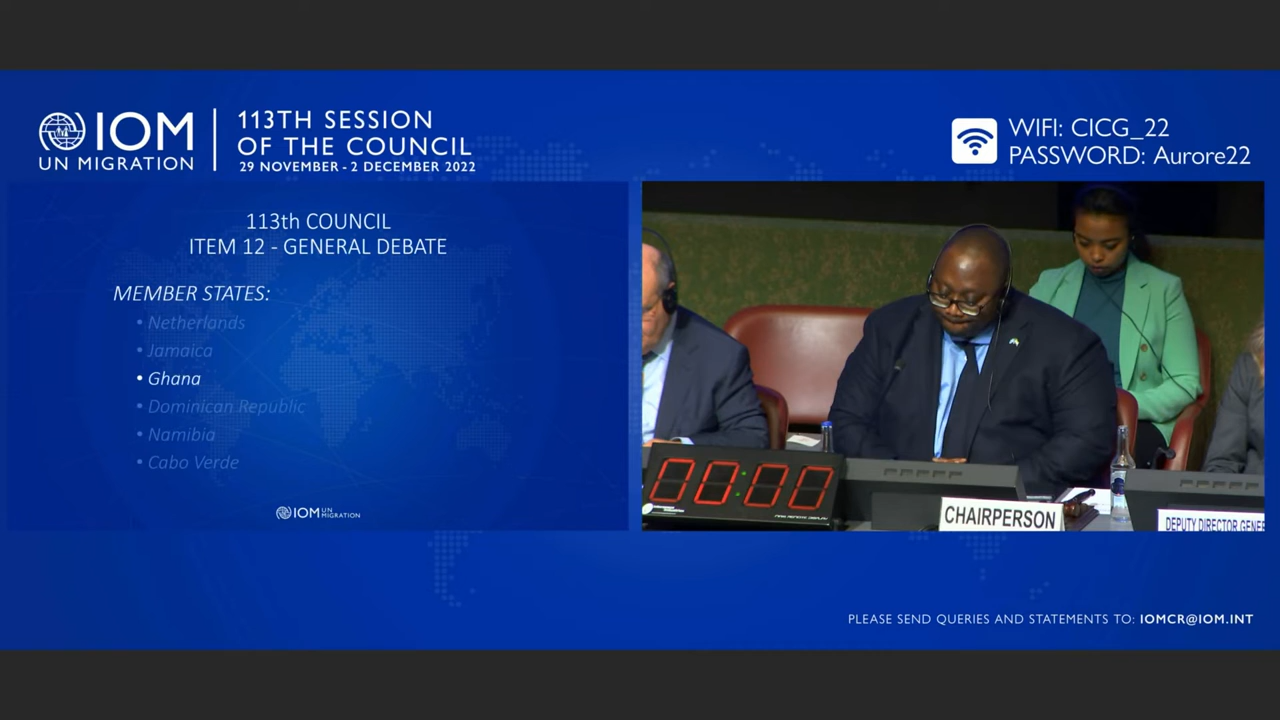 IOM
UN MIGRATION
113TH SESSION
OF THE COUNCIL
29 NOVEMBER - 2 DECEMBER 2022
WIFI: CICG_22
PASSWORD: Aurore22
113th COUNCIL
ITEM 12 - GENERAL DEBATE
MEMBER STATES:
• Netherlands
• Jamaica
• Ghana
• Dominican Republic
• Namibia
• Cabo Verde
IOM UN MIGRATION
00:00
CHAIRPERSON
DEPUTY DIRECTOR GENE
PLEASE SEND QUERIES AND STATEMENTS TO: IOMCR@IOM.INT